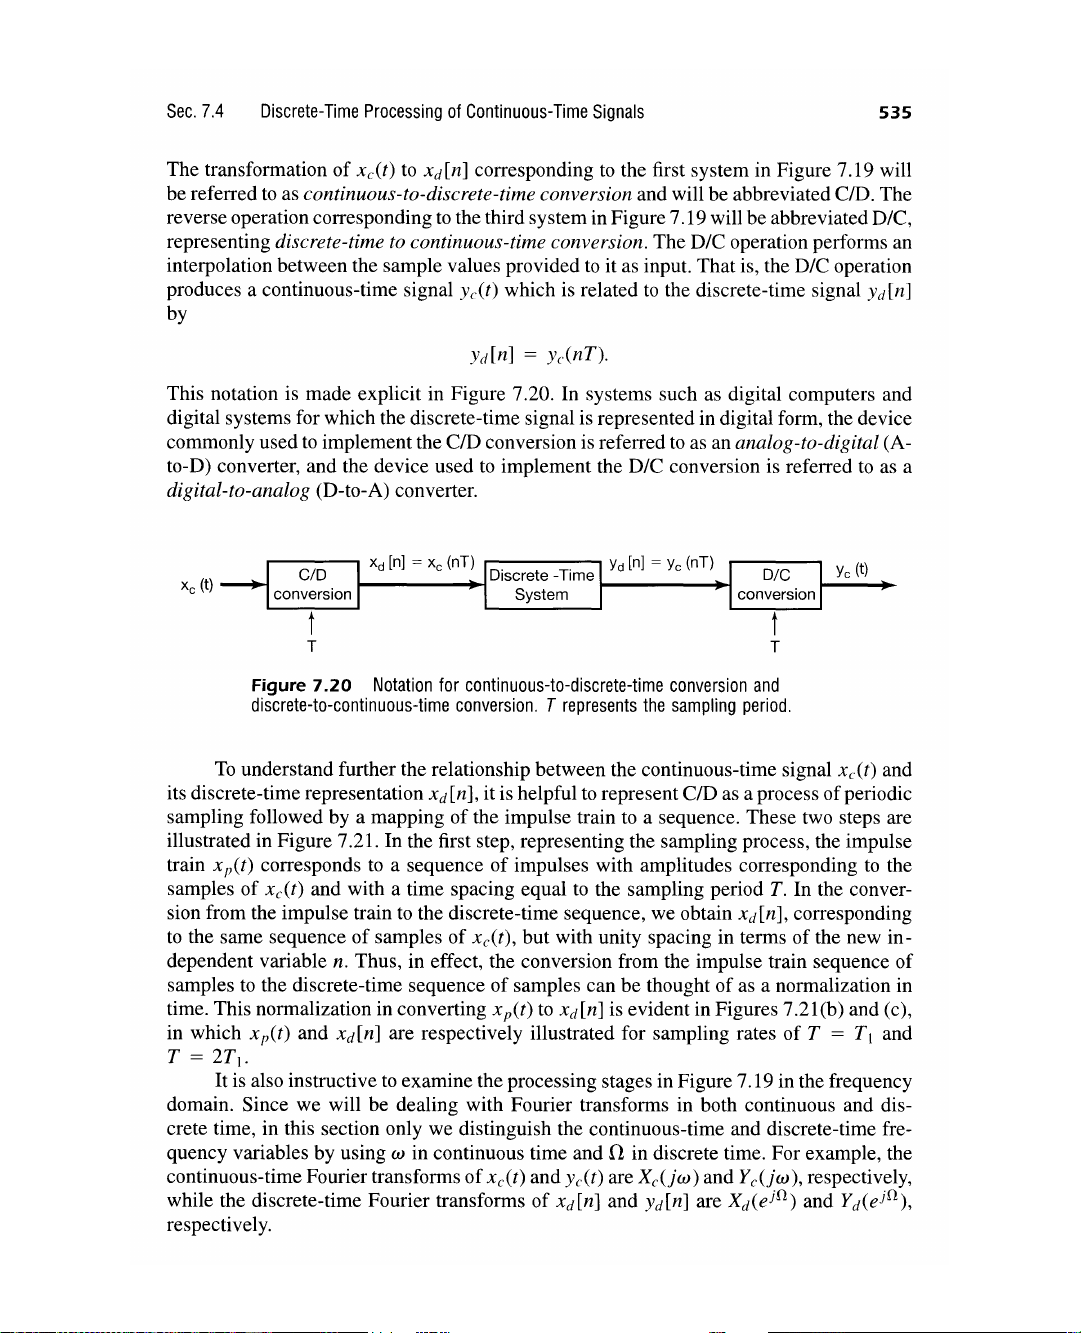 Sec. 7.4 Discrete-Time Processing of Continuous-Time Signals 535
The transformation of x_c(t) to x_d[n] corresponding to the first system in Figure 7.19 will
be referred to as continuous-to-discrete-time conversion and will be abbreviated C/D. The
reverse operation corresponding to the third system in Figure 7.19 will be abbreviated D/C,
representing discrete-time to continuous-time conversion. The D/C operation performs an
interpolation between the sample values provided to it as input. That is, the D/C operation
produces a continuous-time signal y_c(t) which is related to the discrete-time signal y_d[n]
by
y_d[n] = y_c(nT).
This notation is made explicit in Figure 7.20. In systems such as digital computers and
digital systems for which the discrete-time signal is represented in digital form, the device
commonly used to implement the C/D conversion is referred to as an analog-to-digital (A-
to-D) converter, and the device used to implement the D/C conversion is referred to as a
digital-to-analog (D-to-A) converter.
x_c (t)
C/D
conversion
T
x_d [n] = x_c (nT)
Discrete -Time
System
y_d [n] = y_c (nT)
D/C
conversion
T
y_c (t)
Figure 7.20 Notation for continuous-to-discrete-time conversion and
discrete-to-continuous-time conversion. T represents the sampling period.
To understand further the relationship between the continuous-time signal x_c(t) and
its discrete-time representation x_d[n], it is helpful to represent C/D as a process of periodic
sampling followed by a mapping of the impulse train to a sequence. These two steps are
illustrated in Figure 7.21. In the first step, representing the sampling process, the impulse
train x_p(t) corresponds to a sequence of impulses with amplitudes corresponding to the
samples of x_c(t) and with a time spacing equal to the sampling period T. In the conver-
sion from the impulse train to the discrete-time sequence, we obtain x_d[n], corresponding
to the same sequence of samples of x_c(t), but with unity spacing in terms of the new in-
dependent variable n. Thus, in effect, the conversion from the impulse train sequence of
samples to the discrete-time sequence of samples can be thought of as a normalization in
time. This normalization in converting x_p(t) to x_d[n] is evident in Figures 7.21(b) and (c),
in which x_p(t) and x_d[n] are respectively illustrated for sampling rates of T = T₁ and
T = 2T₁.
It is also instructive to examine the processing stages in Figure 7.19 in the frequency
domain. Since we will be dealing with Fourier transforms in both continuous and dis-
crete time, in this section only we distinguish the continuous-time and discrete-time fre-
quency variables by using ω in continuous time and Ω in discrete time. For example, the
continuous-time Fourier transforms of x_c(t) and y_c(t) are X_c(jω) and Y_c(jω), respectively,
while the discrete-time Fourier transforms of x_d[n] and y_d[n] are X_d(e^{jΩ}) and Y_d(e^{jΩ}),
respectively.